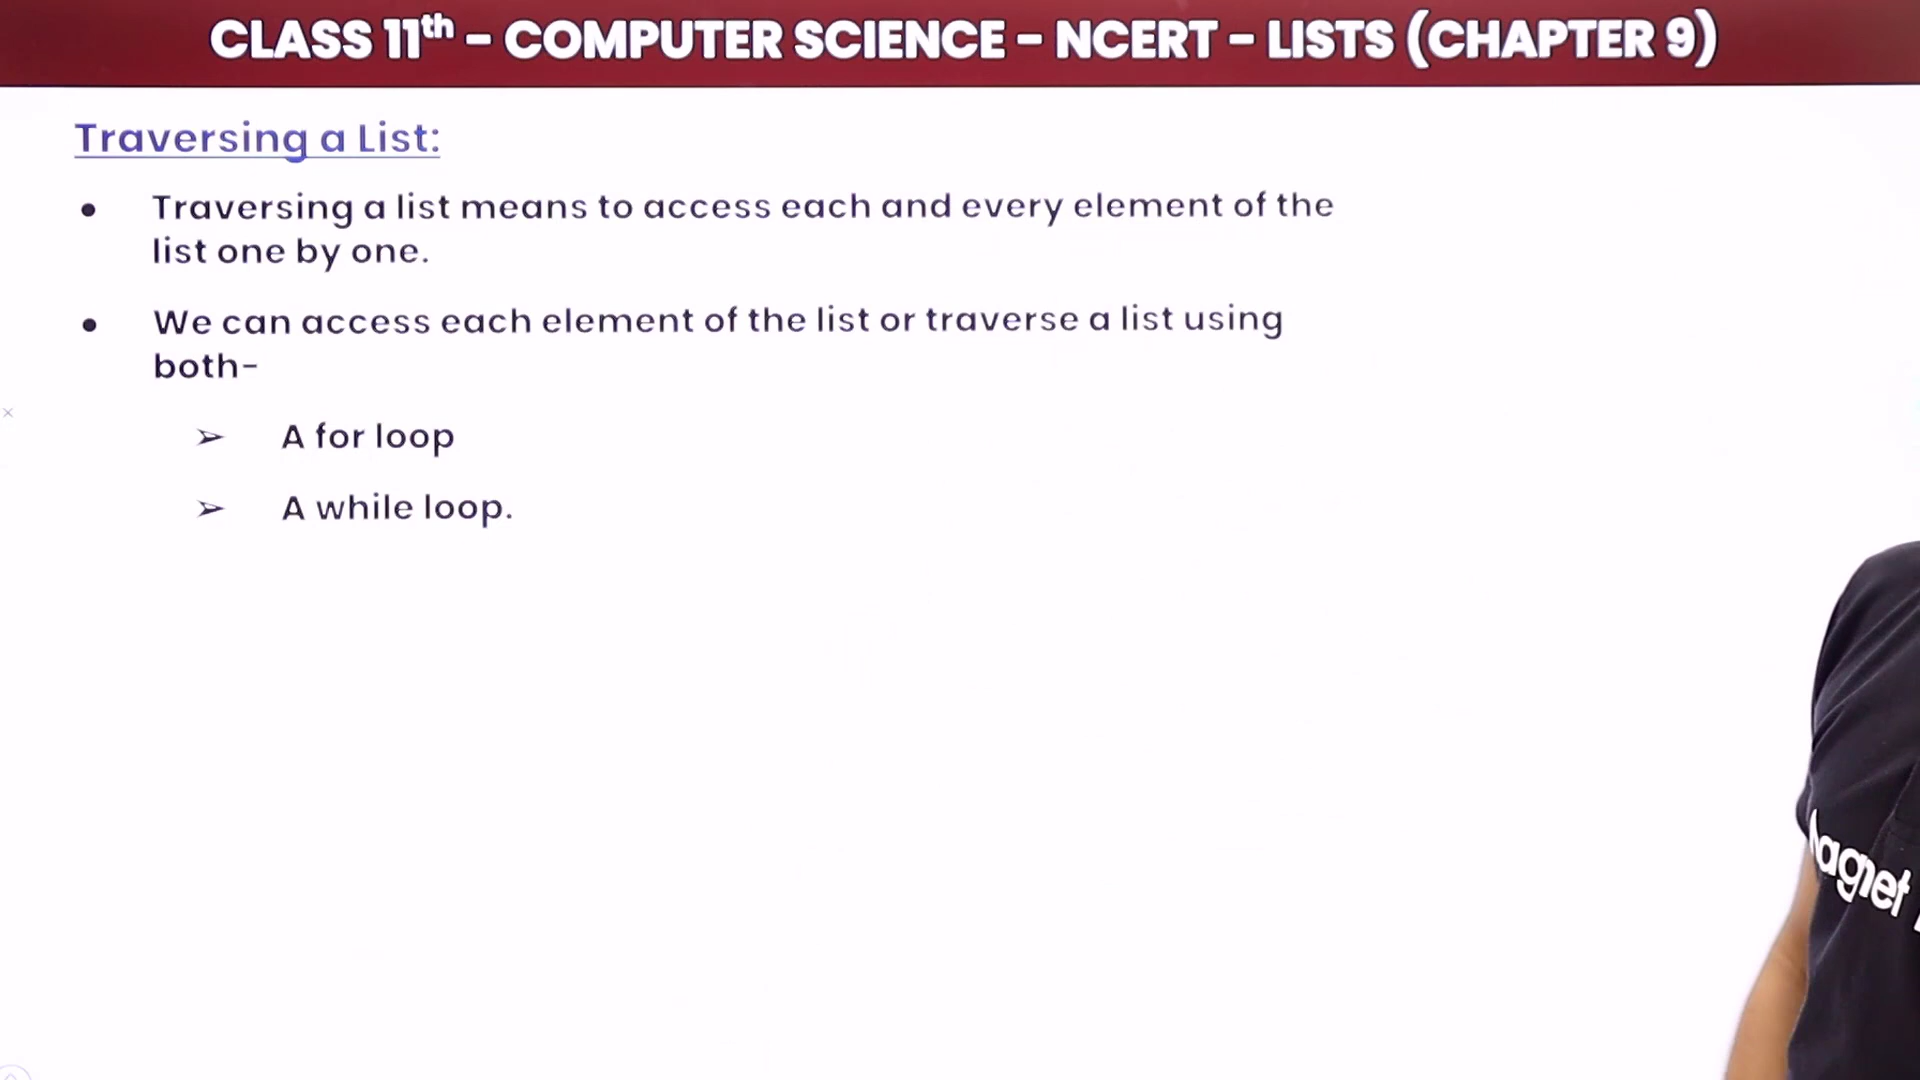 CLASS 11th – COMPUTER SCIENCE – NCERT – LISTS (CHAPTER 9)
Traversing a List:
• Traversing a list means to access each and every element of the
list one by one.
• We can access each element of the list or traverse a list using
both-
➢ A for loop
➢ A while loop.
agnet